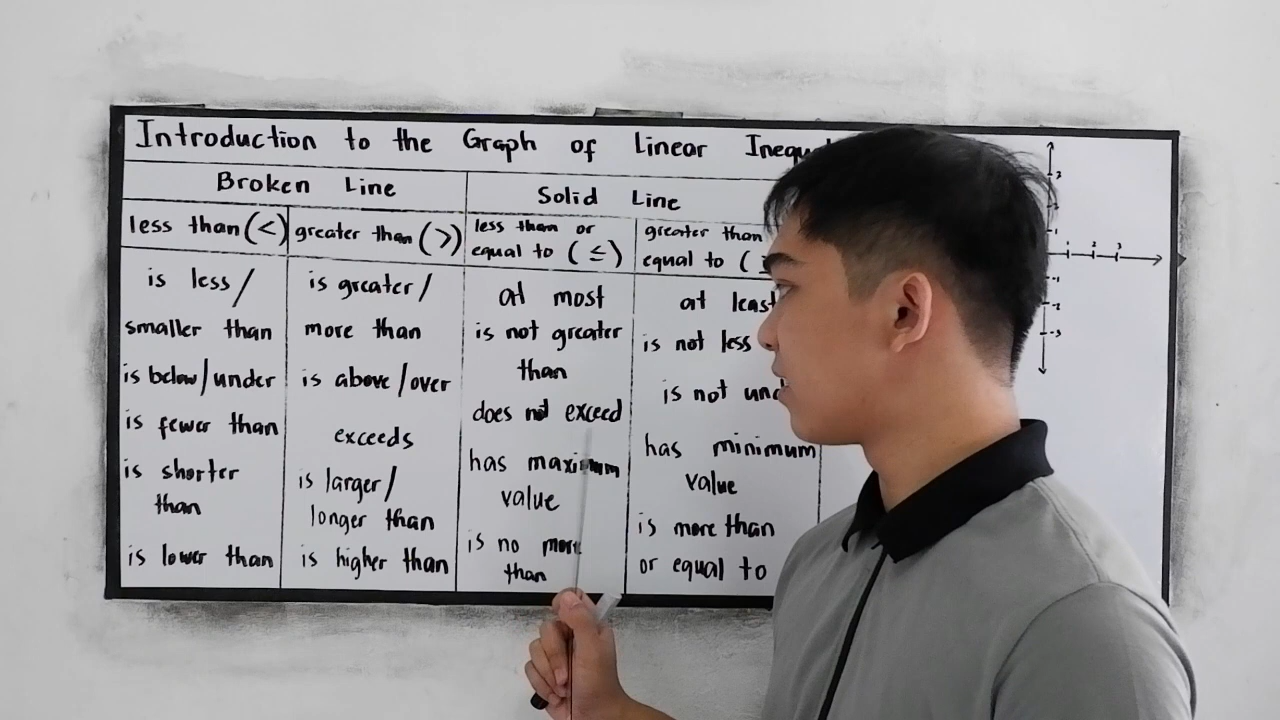 Introduction to the Graph of Linear
Broken Line
Solid Line
less than (<)
greater than (>)
less than or
equal to (≤)
greater than
equal to (
is less/
smaller than
is below/under
is fewer than
is shorter
than
is lower than
is greater/
more than
is above/over
exceeds
is larger/
longer than
is higher than
at most
is not greater
than
does not exceed
has maximum
value
is no more
than
at least
is not less
is not
has minimum
value
is more than
or equal to